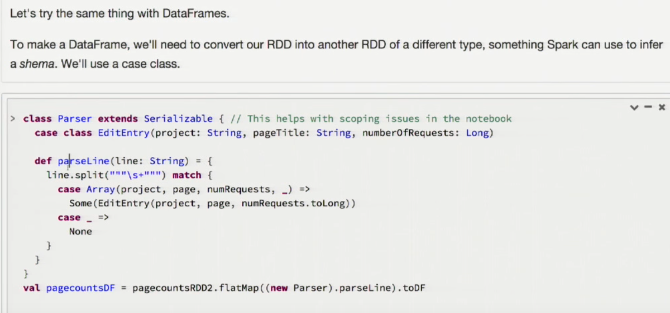 Let's try the same thing with DataFrames.
To make a DataFrame, we'll need to convert our RDD into another RDD of a different type, something Spark can use to infer
a shema. We'll use a case class.
> class Parser extends Serializable { // This helps with scoping issues in the notebook
case class EditEntry(project: String, pageTitle: String, numberOfRequests: Long)
def parseLine(line: String) = {
line.split("""\s+""") match {
case Array(project, page, numRequests, _) =>
Some(EditEntry(project, page, numRequests.toLong))
case _ =>
None
}
}
}
val pagecountsDF = pagecountsRDD2.flatMap((new Parser).parseLine).toDF